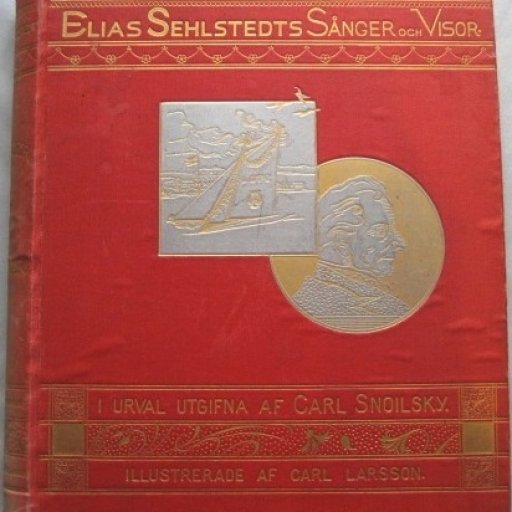 ELIAS SEHLSTEDTS SÅNGER OCH VISOR.
I URVAL UTGIFNA AF CARL SNOILSKY.
ILLUSTRERADE AF CARL LARSSON.